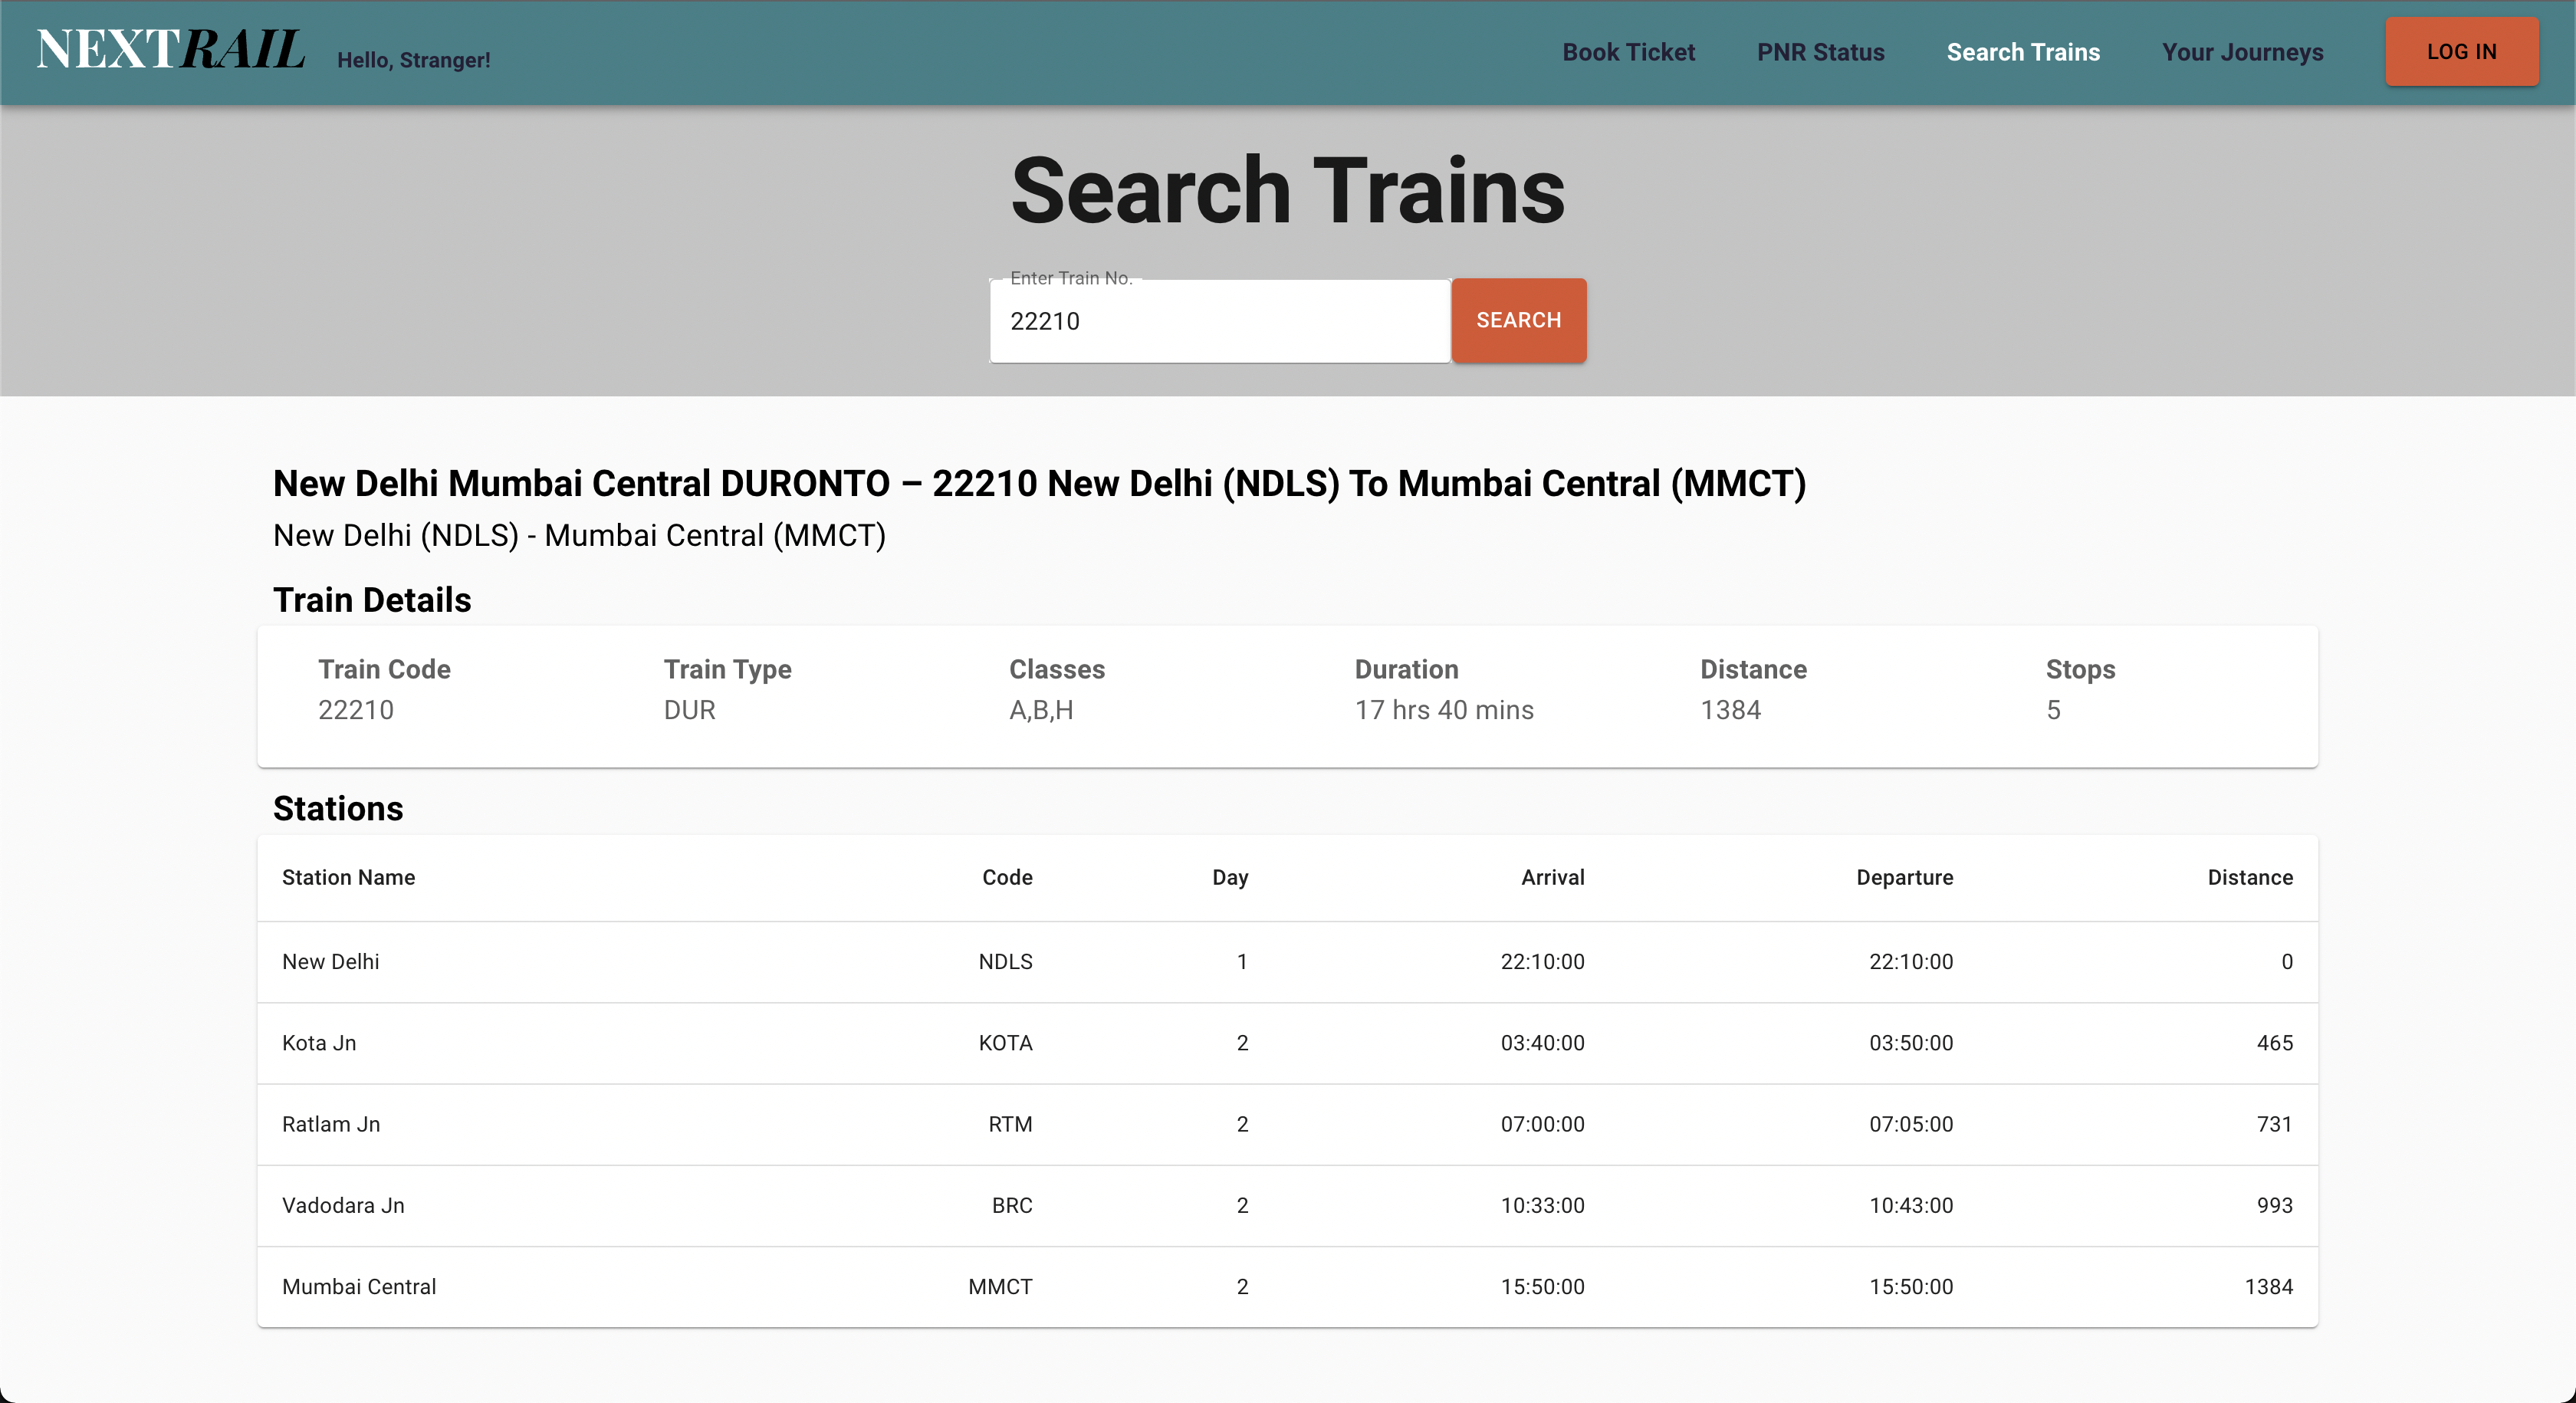 NEXTRAIL Hello, Stranger! Book Ticket PNR Status Search Trains Your Journeys LOG IN
Search Trains
Enter Train No.
22210 SEARCH
New Delhi Mumbai Central DURONTO – 22210 New Delhi (NDLS) To Mumbai Central (MMCT)
New Delhi (NDLS) - Mumbai Central (MMCT)
Train Details
Train Code Train Type Classes Duration Distance Stops
22210 DUR A,B,H 17 hrs 40 mins 1384 5
Stations
Station Name Code Day Arrival Departure Distance
New Delhi NDLS 1 22:10:00 22:10:00 0
Kota Jn KOTA 2 03:40:00 03:50:00 465
Ratlam Jn RTM 2 07:00:00 07:05:00 731
Vadodara Jn BRC 2 10:33:00 10:43:00 993
Mumbai Central MMCT 2 15:50:00 15:50:00 1384